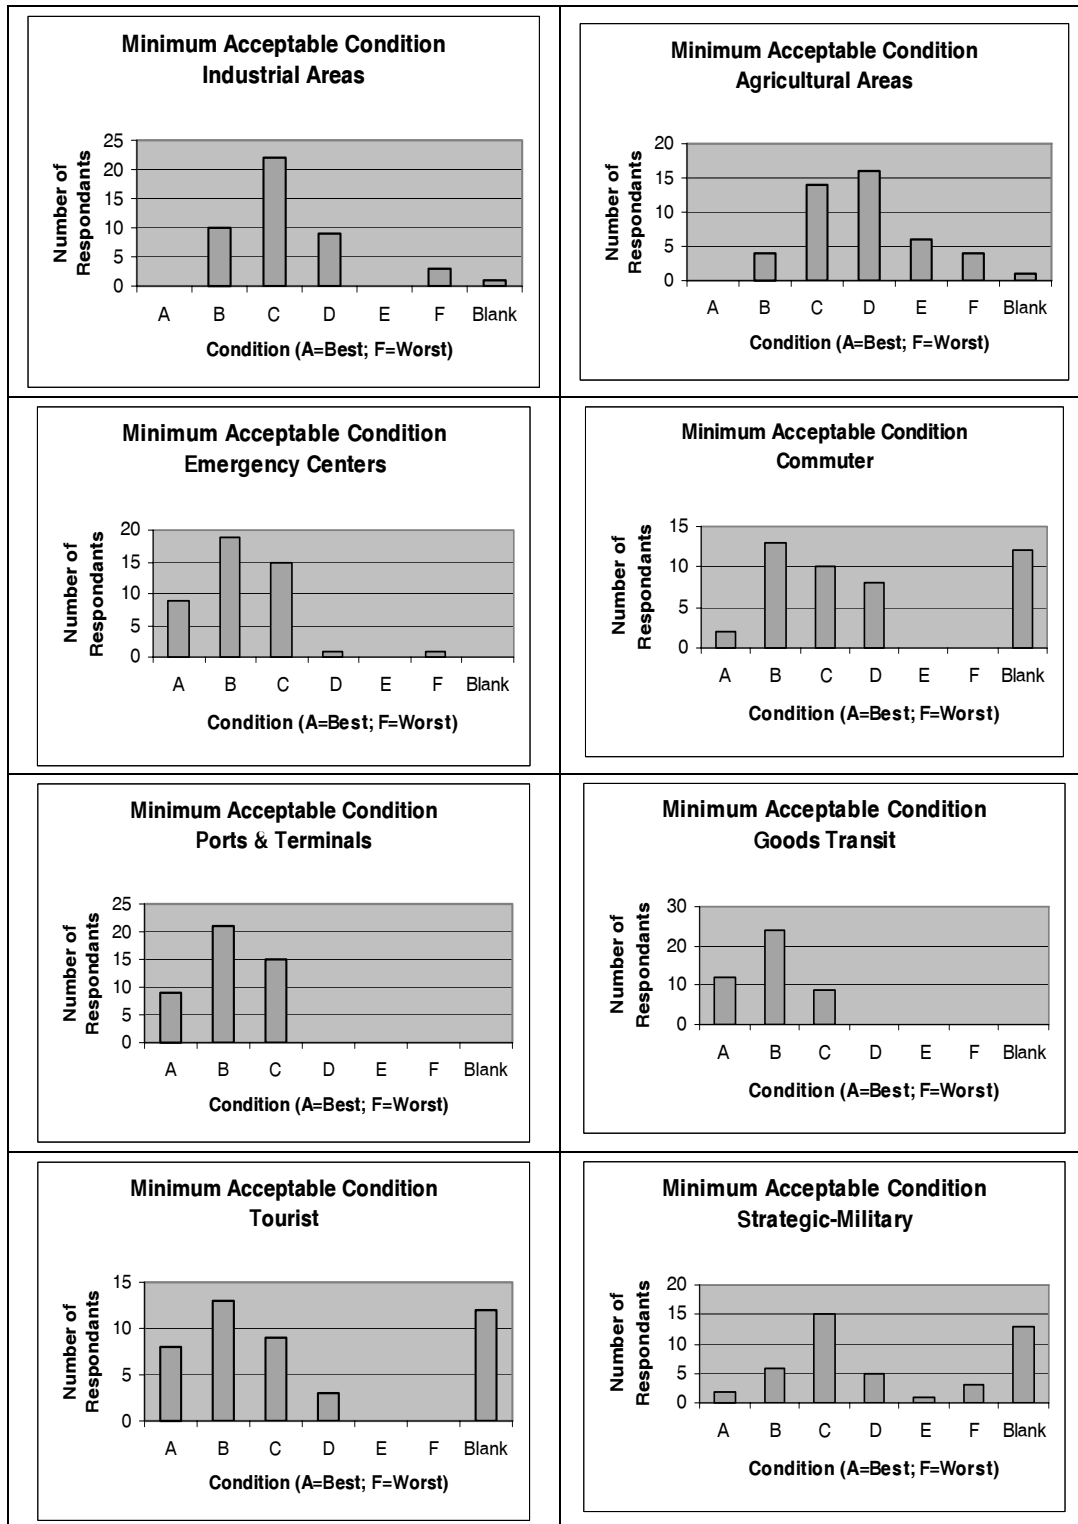 Minimum Acceptable Condition
Industrial Areas
Number of
Respondants
25
20
15
10
5
0
A B C D E F Blank
Condition (A=Best; F=Worst)
Minimum Acceptable Condition
Agricultural Areas
Number of
Respondants
20
15
10
5
0
A B C D E F Blank
Condition (A=Best; F=Worst)
Minimum Acceptable Condition
Emergency Centers
Number of
Respondants
20
15
10
5
0
A B C D E F Blank
Condition (A=Best; F=Worst)
Minimum Acceptable Condition
Commuter
Number of
Respondants
15
10
5
0
A B C D E F Blank
Condition (A=Best; F=Worst)
Minimum Acceptable Condition
Ports & Terminals
Number of
Respondants
25
20
15
10
5
0
A B C D E F Blank
Condition (A=Best; F=Worst)
Minimum Acceptable Condition
Goods Transit
Number of
Respondants
30
20
10
0
A B C D E F Blank
Condition (A=Best; F=Worst)
Minimum Acceptable Condition
Tourist
Number of
Respondants
15
10
5
0
A B C D E F Blank
Condition (A=Best; F=Worst)
Minimum Acceptable Condition
Strategic-Military
Number of
Respondants
20
15
10
5
0
A B C D E F Blank
Condition (A=Best; F=Worst)